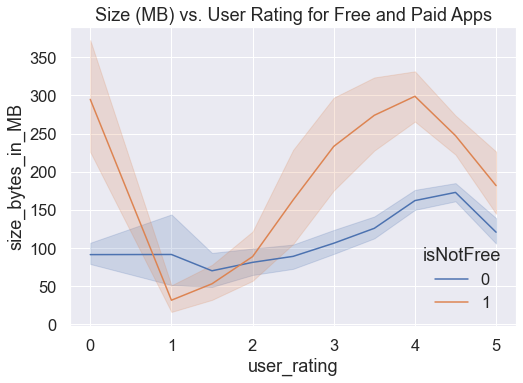 Size (MB) vs. User Rating for Free and Paid Apps
size_bytes_in_MB
350
300
250
200
150
100
50
0
isNotFree
0
1
0 1 2 3 4 5
user_rating